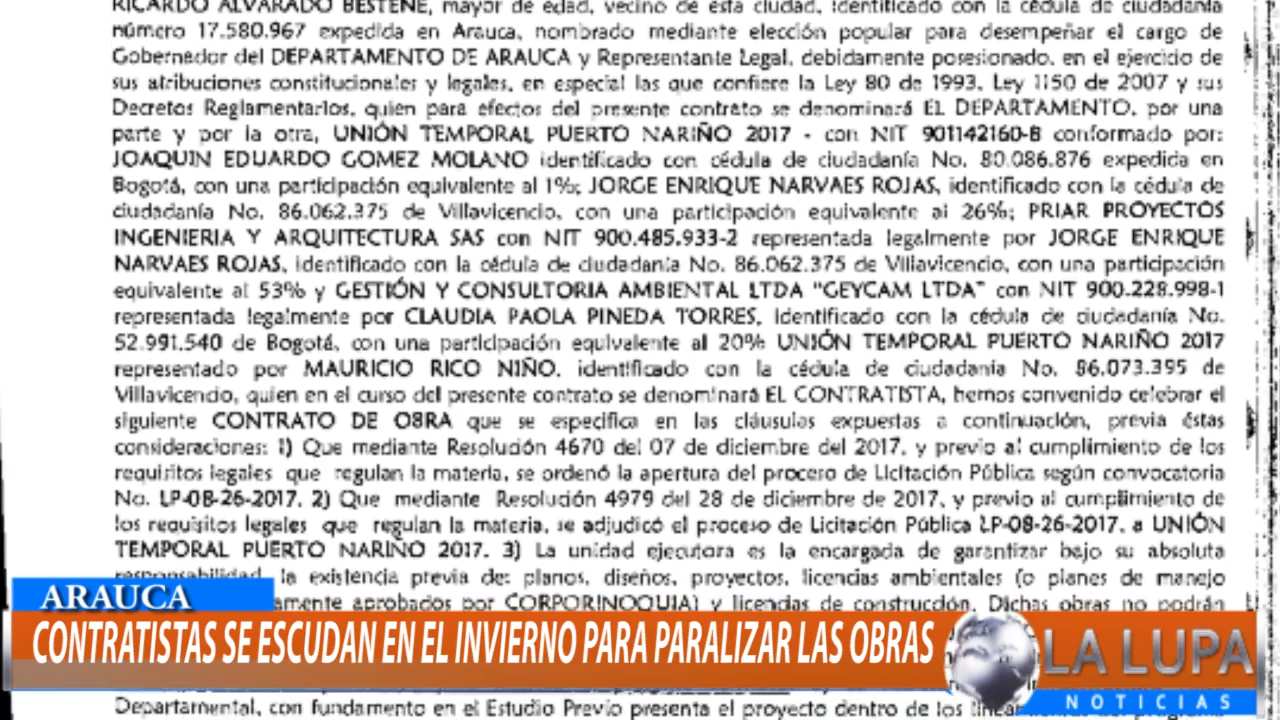 RICARDO ALVARADO BESTENE, mayor de edad, vecino de esta ciudad, identificado con la cédula de ciudadanía
número 17.580.967 expedida en Arauca, nombrado mediante elección popular para desempeñar el cargo de
Gobernador del DEPARTAMENTO DE ARAUCA y Representante Legal, debidamente posesionado, en el ejercicio de
sus atribuciones constitucionales y legales, en especial las que confiere la Ley 80 de 1993, Ley 1150 de 2007 y sus
Decretos Reglamentarios, quien para efectos del presente contrato se denominará EL DEPARTAMENTO, por una
parte y por la otra, UNIÓN TEMPORAL PUERTO NARIÑO 2017 - con NIT 901142160-8 conformado por:
JOAQUIN EDUARDO GOMEZ MOLANO identificado con cédula de ciudadanía No. 80.086.876 expedida en
Bogotá, con una participación equivalente al 1%; JORGE ENRIQUE NARVAES ROJAS, identificado con la cédula de
ciudadanía No. 86.062.375 de Villavicencio, con una participación equivalente al 26%; PRIAR PROYECTOS
INGENIERIA Y ARQUITECTURA SAS con NIT 900.485.933-2 representada legalmente por JORGE ENRIQUE
NARVAES ROJAS, identificado con la cédula de ciudadanía No. 86.062.375 de Villavicencio, con una participación
equivalente al 53% y GESTIÓN Y CONSULTORIA AMBIENTAL LTDA "GEYCAM LTDA" con NIT 900.228.998-1
representada legalmente por CLAUDIA PAOLA PINEDA TORRES, identificado con la cédula de ciudadanía No.
52.991.540 de Bogotá, con una participación equivalente al 20% UNIÓN TEMPORAL PUERTO NARIÑO 2017
representado por MAURICIO RICO NIÑO, identificado con la cédula de ciudadanía No. 86.073.395 de
Villavicencio, quien en el curso del presente contrato se denominará EL CONTRATISTA, hemos convenido celebrar el
siguiente CONTRATO DE OBRA que se especifica en las cláusulas expuestas a continuación, previa éstas
consideraciones: 1) Que mediante Resolución 4670 del 07 de diciembre del 2017, y previo al cumplimiento de los
requisitos legales que regulan la materia, se ordenó la apertura del proceso de Licitación Pública según convocatoria
No. LP-08-26-2017. 2) Que mediante Resolución 4979 del 28 de diciembre de 2017, y previo al cumplimiento de
los requisitos legales que regulan la materia, se adjudicó el proceso de Licitación Pública LP-08-26-2017, a UNIÓN
TEMPORAL PUERTO NARIÑO 2017. 3) La unidad ejecutora es la encargada de garantizar bajo su absoluta
responsabilidad, la existencia previa de: planos, diseños, proyectos, licencias ambientales (o planes de manejo
amente aprobados por CORPORINOQUIA) y licencias de construcción. Dichas obras no podrán
ARAUCA
CONTRATISTAS SE ESCUDAN EN EL INVIERNO PARA PARALIZAR LAS OBRAS
LA LUPA
NOTICIAS
Departamental, con fundamento en el Estudio Previo presenta el proyecto dentro de los